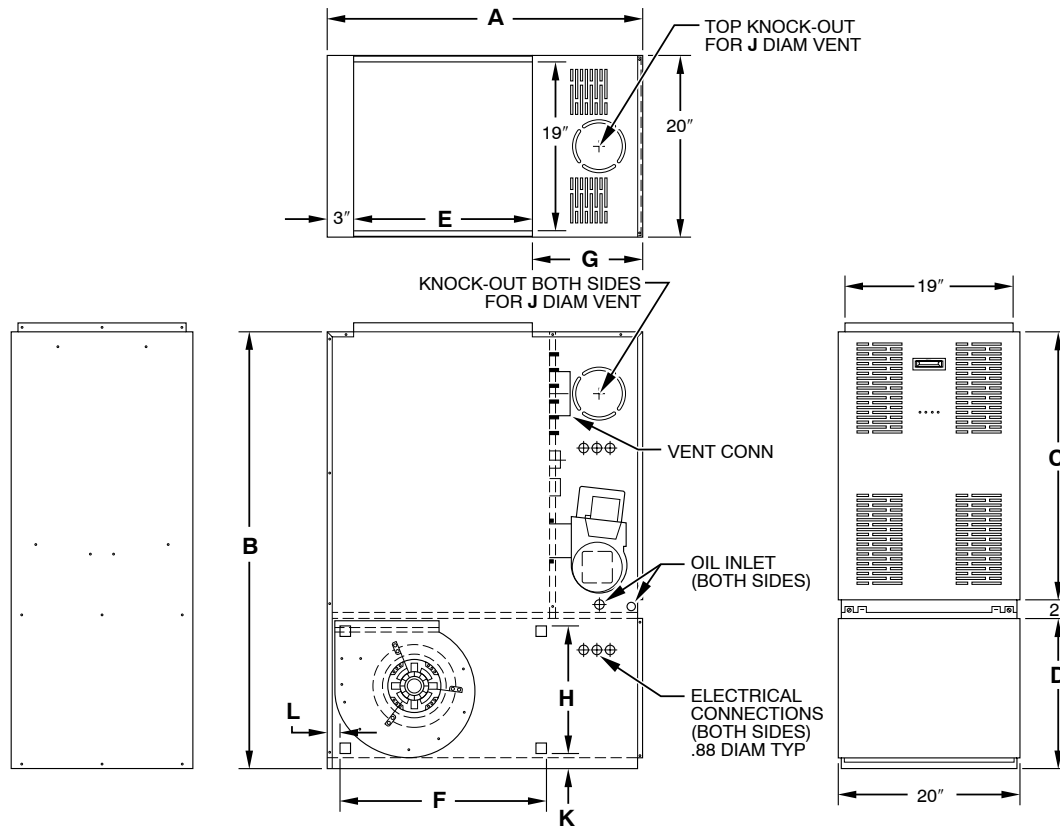 A
TOP KNOCK-OUT
FOR J DIAM VENT
19″
20″
3″
E
G
KNOCK-OUT BOTH SIDES
FOR J DIAM VENT
19″
VENT CONN
C
B
OIL INLET
(BOTH SIDES)
2
D
H
L
ELECTRICAL
CONNECTIONS
(BOTH SIDES)
.88 DIAM TYP
F
K
20″